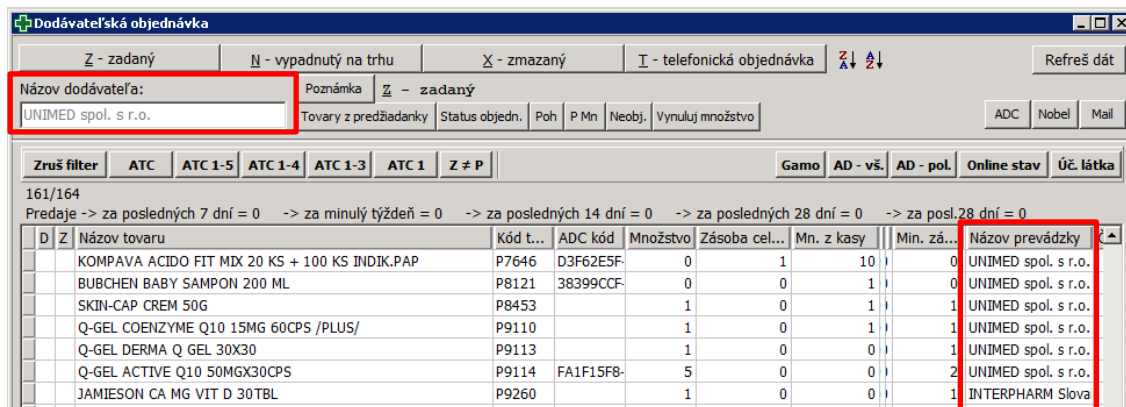 Dodávateľská objednávka
Z - zadaný N - vypadnutý na trhu X - zmazaný T - telefonická objednávka Refreš dát
Názov dodávateľa: Poznámka Z - zadaný
UNIMED spol. s r.o. Tovary z predžiadanky Status objedn. Poh P Mn Neobj. Vynuluj množstvo ADC Nobel Mail
Zruš filter ATC ATC 1-5 ATC 1-4 ATC 1-3 ATC 1 Z ≠ P Gamo AD - vš. AD - pol. Online stav Úč. látka
161/164
Predaje -> za posledných 7 dní = 0 -> za minulý týždeň = 0 -> za posledných 14 dní = 0 -> za posledných 28 dní = 0 -> za posl.28 dní = 0
D Z Názov tovaru Kód t... ADC kód Množstvo Zásoba cel... Mn. z kasy Min. zá... Názov prevádzky
KOMPAVA ACIDO FIT MIX 20 KS + 100 KS INDIK.PAP P7646 D3F62E5F- 0 1 10 0 UNIMED spol. s r.o.
BUBCHEN BABY SAMPON 200 ML P8121 38399CCF- 0 0 1 0 UNIMED spol. s r.o.
SKIN-CAP CREM 50G P8453 1 0 1 1 UNIMED spol. s r.o.
Q-GEL COENZYME Q10 15MG 60CPS /PLUS/ P9110 1 0 1 1 UNIMED spol. s r.o.
Q-GEL DERMA Q GEL 30X30 P9113 1 0 0 1 UNIMED spol. s r.o.
Q-GEL ACTIVE Q10 50MGX30CPS P9114 FA1F15F8- 5 0 0 2 UNIMED spol. s r.o.
JAMIESON CA MG VIT D 30TBL P9260 1 0 0 1 INTERPHARM Slova